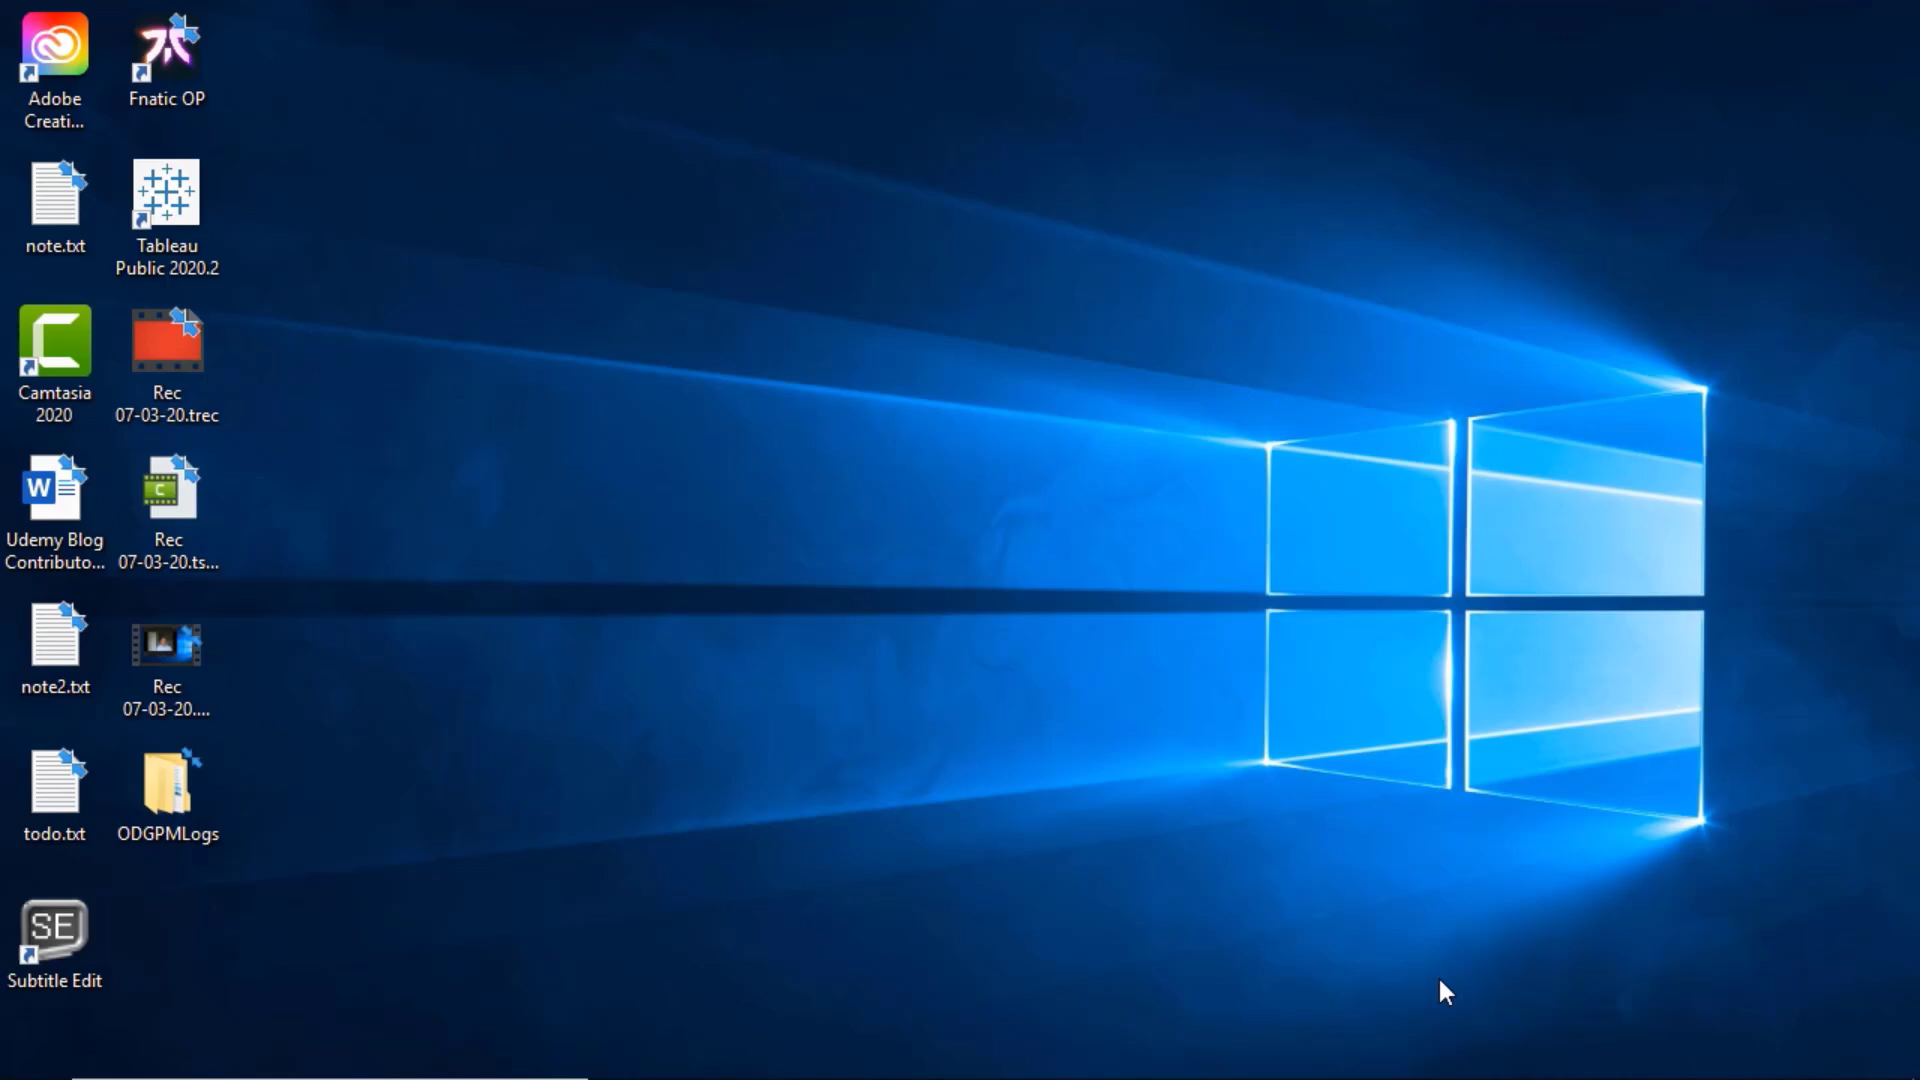 Adobe
Creati...
Fnatic OP
note.txt
Tableau
Public 2020.2
Camtasia
2020
Rec
07-03-20.trec
W
Udemy Blog
Contributo...
C
Rec
07-03-20.ts...
note2.txt
Rec
07-03-20....
todo.txt
ODGPMLogs
SE
Subtitle Edit